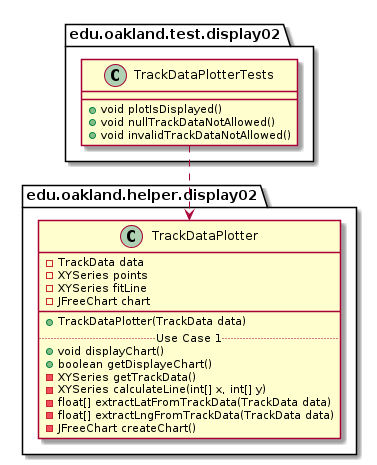 edu.oakland.test.display02
C TrackDataPlotterTests
void plotIsDisplayed()
void nullTrackDataNotAllowed()
void invalidTrackDataNotAllowed()
edu.oakland.helper.display02
C TrackDataPlotter
TrackData data
XYSeries points
XYSeries fitLine
JFreeChart chart
TrackDataPlotter(TrackData data)
Use Case 1
void displayChart()
boolean getDisplayeChart()
XYSeries getTrackData()
XYSeries calculateLine(int[] x, int[] y)
float[] extractLatFromTrackData(TrackData data)
float[] extractLngFromTrackData(TrackData data)
JFreeChart createChart()